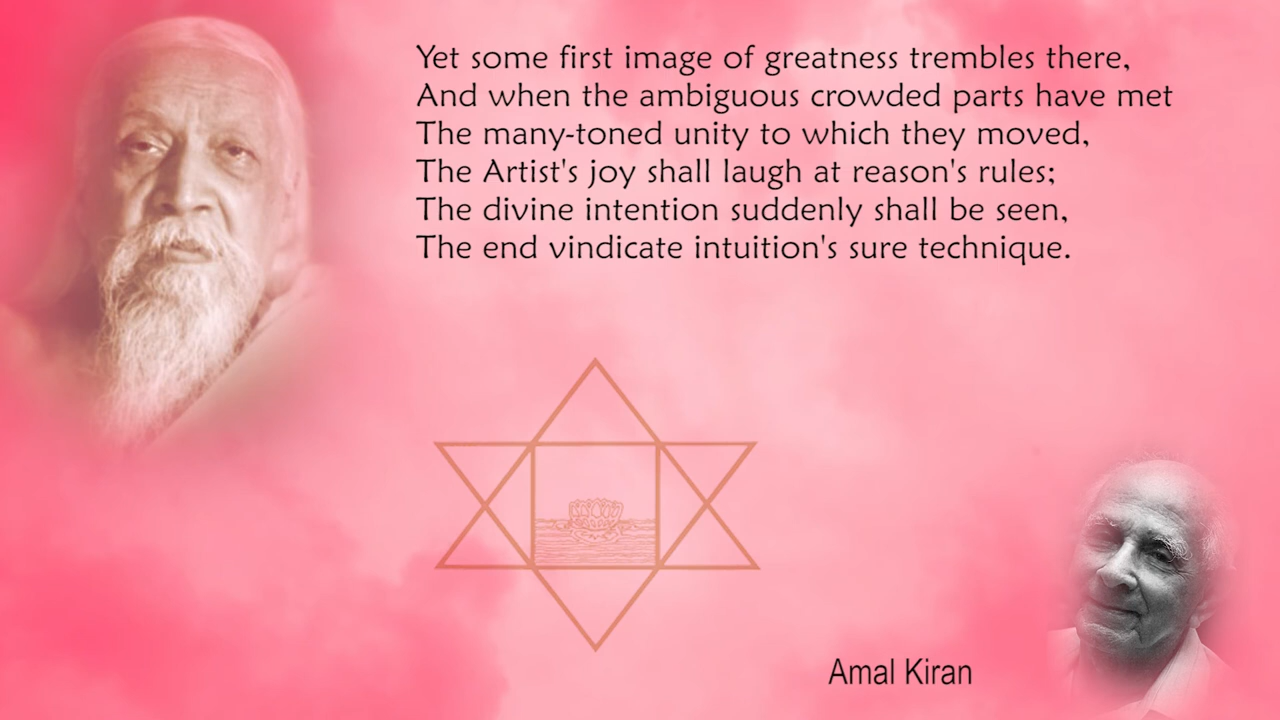 Yet some first image of greatness trembles there,
And when the ambiguous crowded parts have met
The many-toned unity to which they moved,
The Artist's joy shall laugh at reason's rules;
The divine intention suddenly shall be seen,
The end vindicate intuition's sure technique.
Amal Kiran